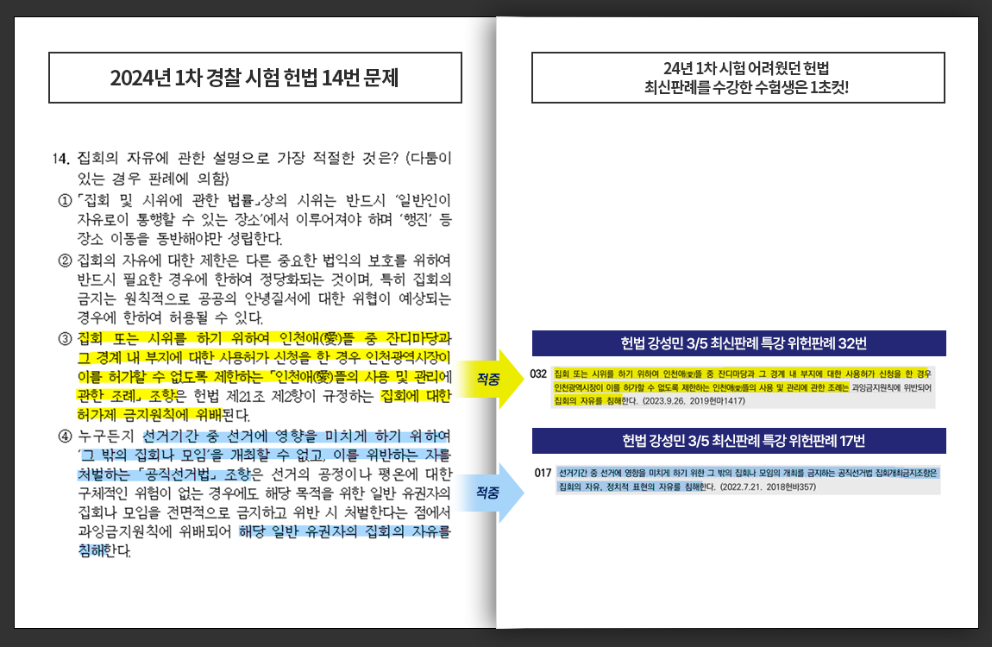 2024년 1차 경찰 시험 헌법 14번 문제
14. 집회의 자유에 관한 설명으로 가장 적절한 것은? (다툼이
있는 경우 판례에 의함)
① 「집회 및 시위에 관한 법률」상의 시위는 반드시 '일반인이
자유로이 통행할 수 있는 장소'에서 이루어져야 하며 '행진' 등
장소 이동을 동반해야만 성립한다.
② 집회의 자유에 대한 제한은 다른 중요한 법익의 보호를 위하여
반드시 필요한 경우에 한하여 정당화되는 것이며, 특히 집회의
금지는 원칙적으로 공공의 안녕질서에 대한 위협이 예상되는
경우에 한하여 허용될 수 있다.
③ 집회 또는 시위를 하기 위하여 인천애(愛)뜰 중 잔디마당과
그 경계 내 부지에 대한 사용허가 신청을 한 경우 인천광역시장이
이를 허가할 수 없도록 제한하는 「인천애(愛)뜰의 사용 및 관리에
관한 조례」 조항은 헌법 제21조 제2항이 규정하는 집회에 대한
허가제 금지원칙에 위배된다.
④ 누구든지 선거기간 중 선거에 영향을 미치게 하기 위하여
'그 밖의 집회나 모임'을 개최할 수 없고, 이를 위반하는 자를
처벌하는 「공직선거법」 조항은 선거의 공정이나 평온에 대한
구체적인 위험이 없는 경우에도 해당 목적을 위한 일반 유권자의
집회나 모임을 전면적으로 금지하고 위반 시 처벌한다는 점에서
과잉금지원칙에 위배되어 해당 일반 유권자의 집회의 자유를
침해한다.
적중
적중
24년 1차 시험 어려웠던 헌법
최신판례를 수강한 수험생은 1초컷!
헌법 강성민 3/5 최신판례 특강 위헌판례 32번
032 집회 또는 시위를 하기 위하여 인천애(愛)뜰 중 잔디마당과 그 경계 내 부지에 대한 사용허가 신청을 한 경우
인천광역시장이 이를 허가할 수 없도록 제한하는 인천애(愛)뜰의 사용 및 관리에 관한 조례는 과잉금지원칙에 위반되어
집회의 자유를 침해한다. (2023.9.26. 2019헌마1417)
헌법 강성민 3/5 최신판례 특강 위헌판례 17번
017 선거기간 중 선거에 영향을 미치게 하기 위한 그 밖의 집회나 모임의 개최를 금지하는 공직선거법 집회개최금지조항은
집회의 자유, 정치적 표현의 자유를 침해한다. (2022.7.21. 2018헌바357)